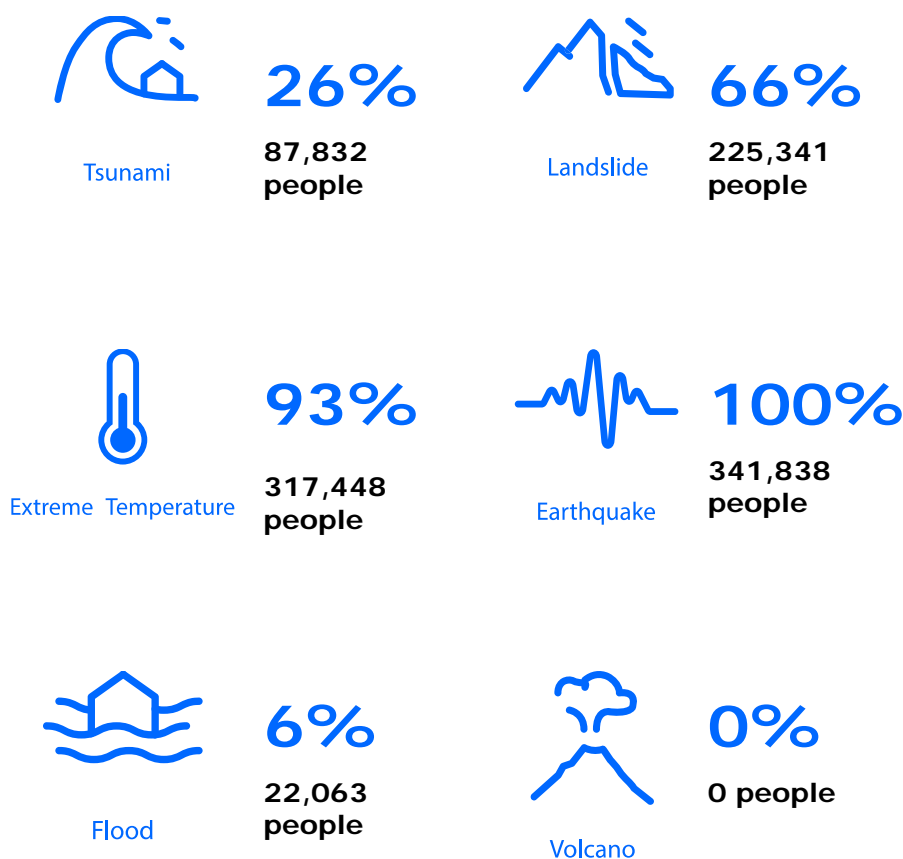 26%
87,832
people
Tsunami
66%
225,341
people
Landslide
93%
317,448
people
Extreme Temperature
100%
341,838
people
Earthquake
6%
22,063
people
Flood
0%
0 people
Volcano